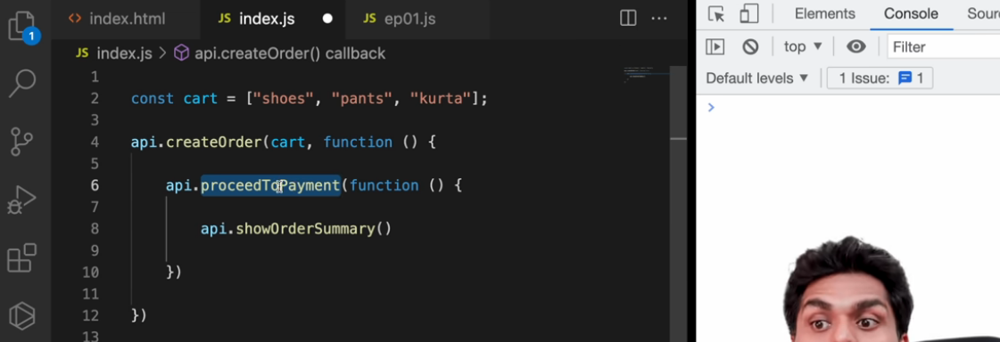 index.html
JS index.js
JS ep01.js
1
JS index.js > api.createOrder() callback
1
2 const cart = ["shoes", "pants", "kurta"];
3
4 api.createOrder(cart, function () {
5
6 api.proceedToPayment(function () {
7
8 api.showOrderSummary()
9
10 })
11
12 })
13
Elements
Console
Sour
top
Filter
Default levels
1 Issue: 1
>